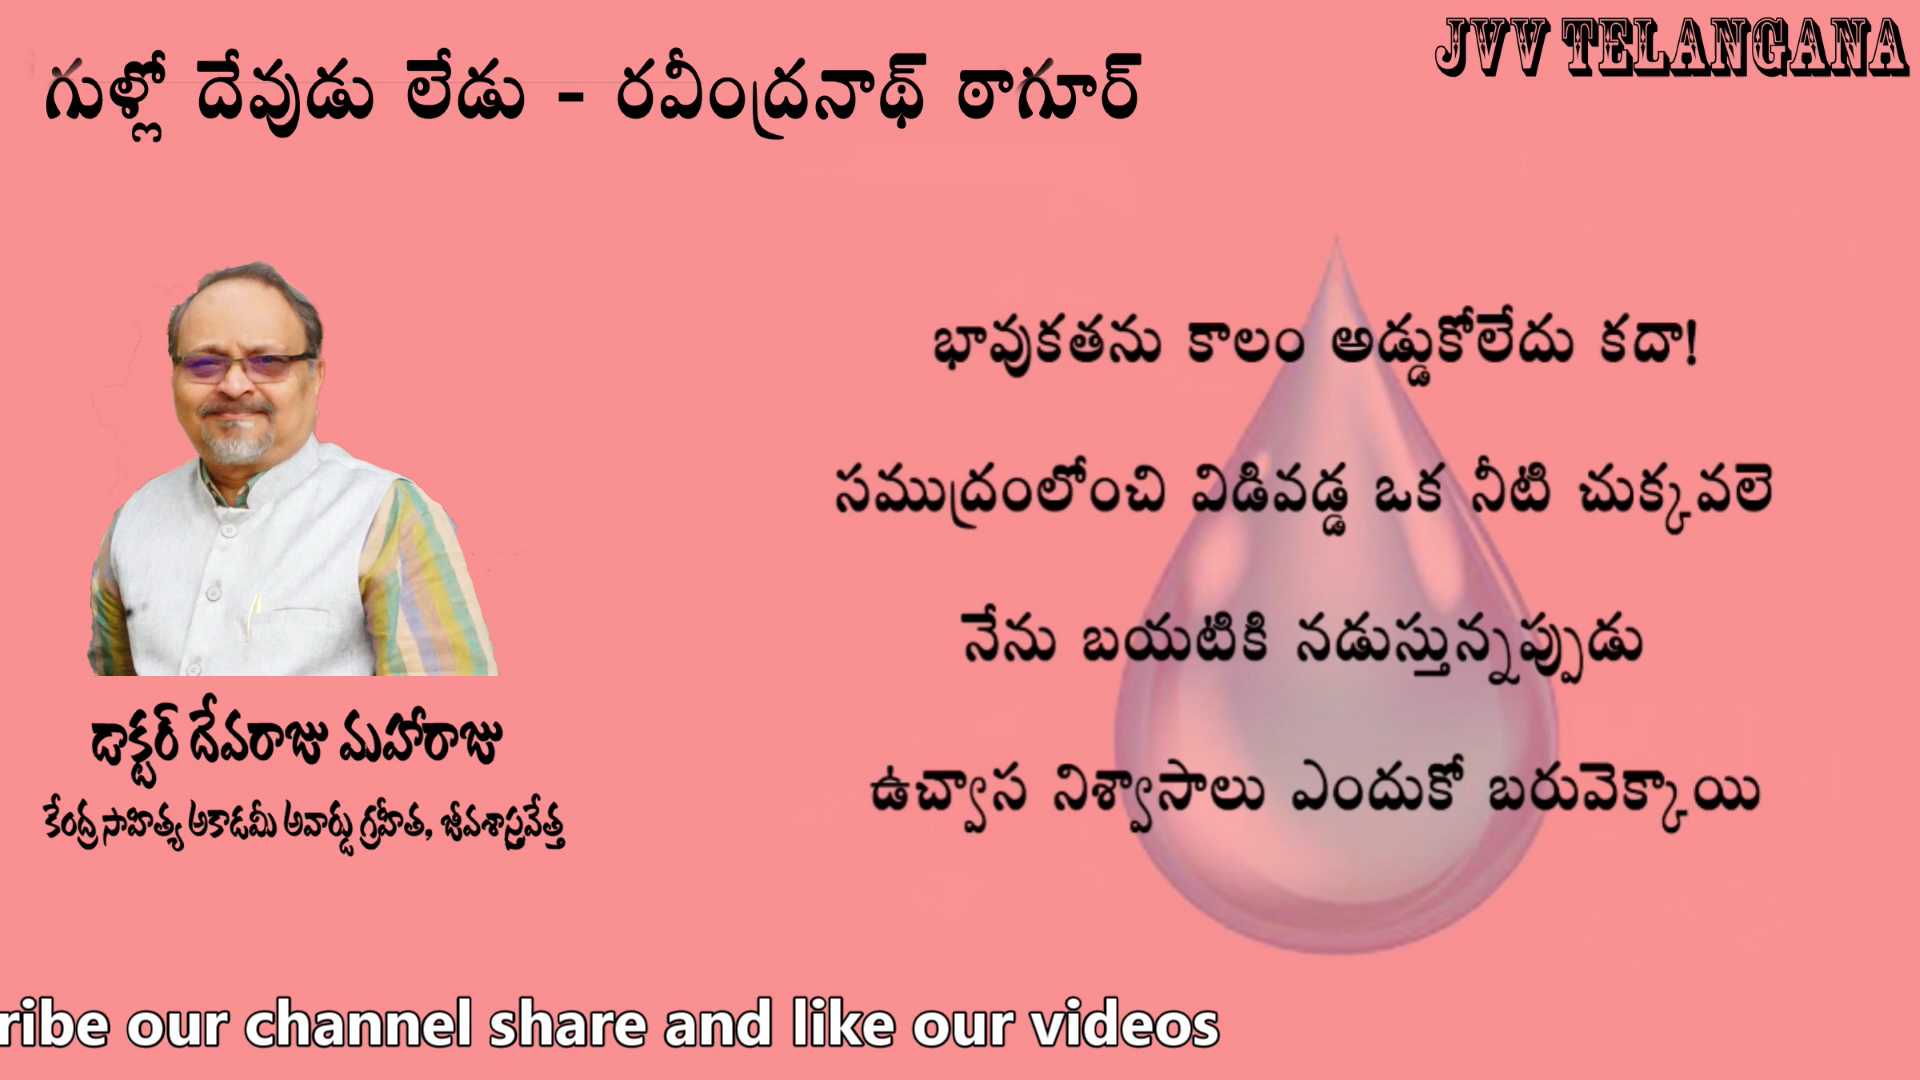 JVV TELANGANA
గుళ్లో దేవుడు లేడు - రవీంద్రనాథ్ ఠాగూర్
భావుకతను కాలం అడ్డుకోలేదు కదా!
సముద్రంలోంచి విడివడ్డ ఒక నీటి చుక్కవలె
నేను బయటికి నడుస్తున్నప్పుడు
ఉచ్వాస నిశ్వాసాలు ఎందుకో బరువెక్కాయి
డాక్టర్ దేవరాజు మహారాజు
కేంద్ర సాహిత్య అకాడమీ అవార్డు గ్రహీత, జీవశాస్త్రవేత్త
ribe our channel share and like our videos